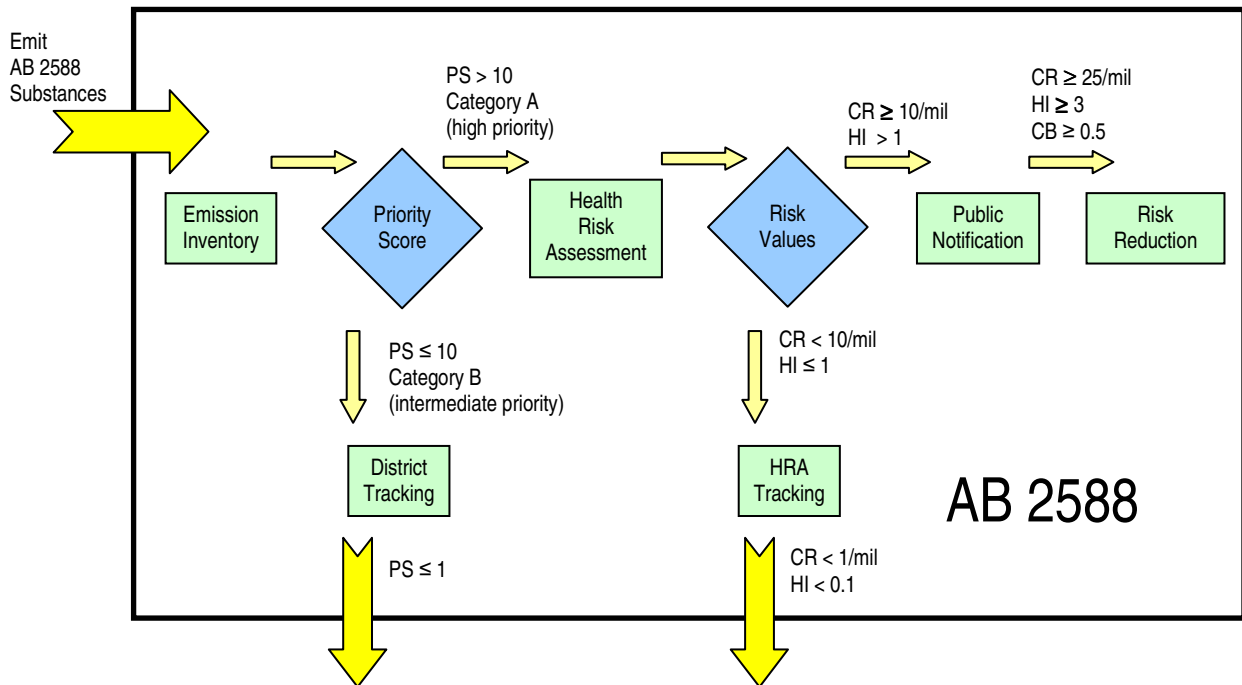 Emit
AB 2588
Substances
PS > 10
Category A
(high priority)
CR ≥ 10/mil
HI > 1
CR ≥ 25/mil
HI ≥ 3
CB ≥ 0.5
Emission
Inventory
Priority
Score
Health
Risk
Assessment
Risk
Values
Public
Notification
Risk
Reduction
PS ≤ 10
Category B
(intermediate priority)
CR < 10/mil
HI ≤ 1
District
Tracking
HRA
Tracking
AB 2588
PS ≤ 1
CR < 1/mil
HI < 0.1